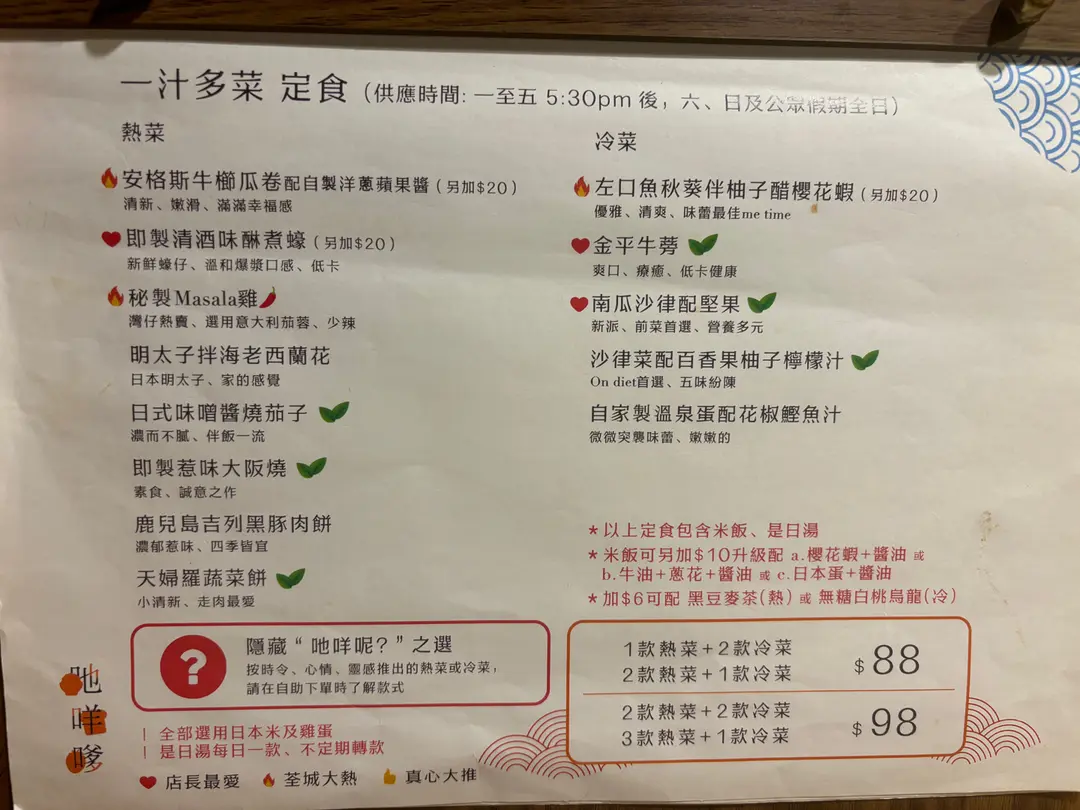 一汁多菜 定食（供應時間: 一至五 5:30pm 後，六、日及公眾假期全日）
熱菜
安格斯牛櫛瓜卷配自製洋蔥蘋果醬（另加$20）
清新、嫩滑、滿滿幸福感
即製清酒味醂煮蠔（另加$20）
新鮮蠔仔、溫和爆漿口感、低卡
秘製Masala雞
灣仔熱賣、選用意大利茄蓉、少辣
明太子拌海老西蘭花
日本明太子、家的感覺
日式味噌醬燒茄子
濃而不膩、伴飯一流
即製惹味大阪燒
素食、誠意之作
鹿兒島吉列黑豚肉餅
濃郁惹味、四季皆宜
天婦羅蔬菜餅
小清新、走肉最愛
冷菜
左口魚秋葵伴柚子醋櫻花蝦（另加$20）
優雅、清爽、味蕾最佳me time
金平牛蒡
爽口、療癒、低卡健康
南瓜沙律配堅果
新派、前菜首選、營養多元
沙律菜配百香果柚子檸檬汁
On diet首選、五味紛陳
自家製溫泉蛋配花椒鰹魚汁
微微突襲味蕾、嫩嫩的
*以上定食包含米飯、是日湯
*米飯可另加$10升級配 a.櫻花蝦+醬油 或
b.牛油+蔥花+醬油 或 c.日本蛋+醬油
*加$6可配 黑豆麥茶(熱) 或 無糖白桃烏龍(冷)
?
隱藏“吔咩呢?”之選
按時令、心情、靈感推出的熱菜或冷菜，
請在自助下單時了解款式
1款熱菜+2款冷菜
2款熱菜+1款冷菜
$88
2款熱菜+2款冷菜
3款熱菜+1款冷菜
$98
吔咩嗲
| 全部選用日本米及雞蛋
| 是日湯每日一款、不定期轉款
店長最愛 荃城大熱 真心大推